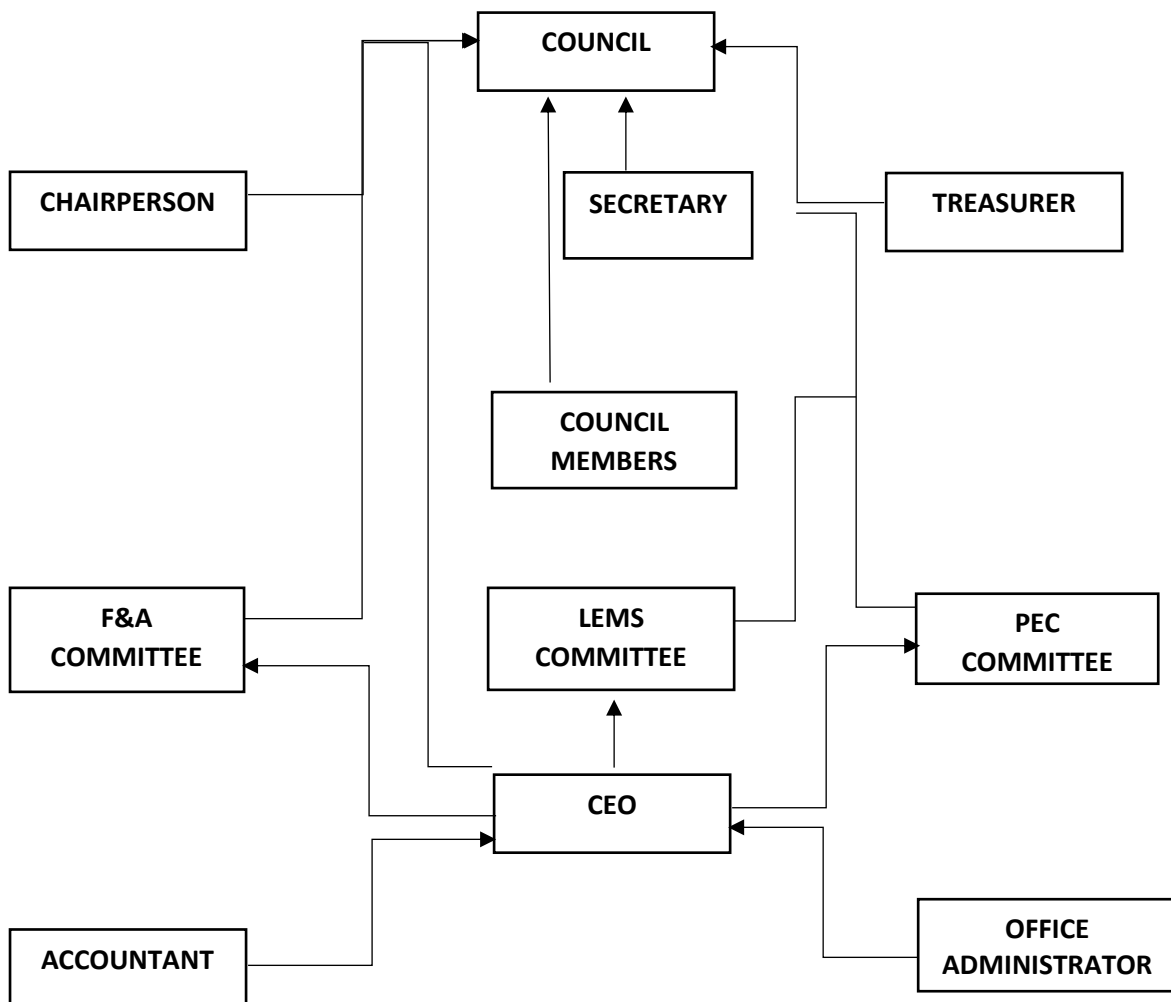 COUNCIL
CHAIRPERSON
SECRETARY
TREASURER
COUNCIL
MEMBERS
F&A
COMMITTEE
LEMS
COMMITTEE
PEC
COMMITTEE
CEO
ACCOUNTANT
OFFICE
ADMINISTRATOR